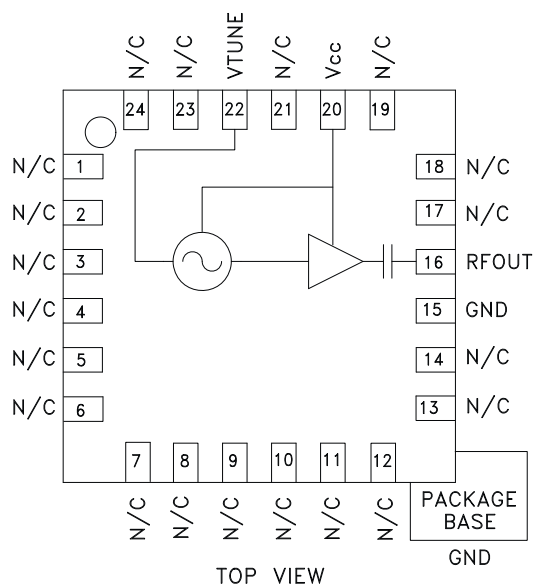 N/C N/C VTUNE N/C Vcc N/C
24 23 22 21 20 19
N/C 1 18 N/C
N/C 2 17 N/C
N/C 3 16 RFOUT
N/C 4 15 GND
N/C 5 14 N/C
N/C 6 13 N/C
7 8 9 10 11 12
N/C N/C N/C N/C N/C N/C
PACKAGE
BASE
GND
TOP VIEW